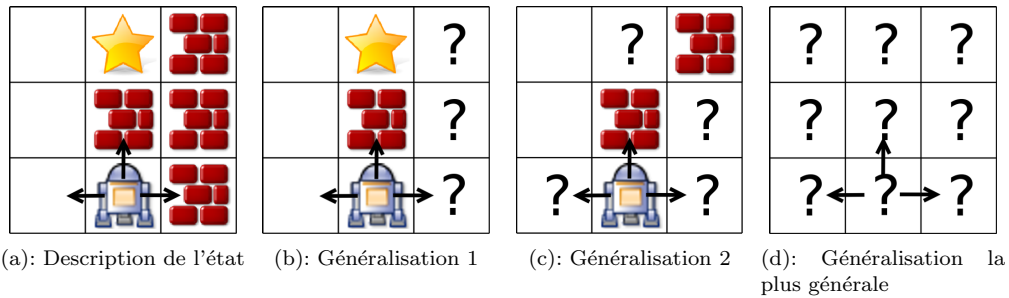 ?
? ?
? ? ?
? ? ? ? ?
? ? ? ? ? ?
(a): Description de l'état (b): Généralisation 1 (c): Généralisation 2 (d): Généralisation la
plus générale